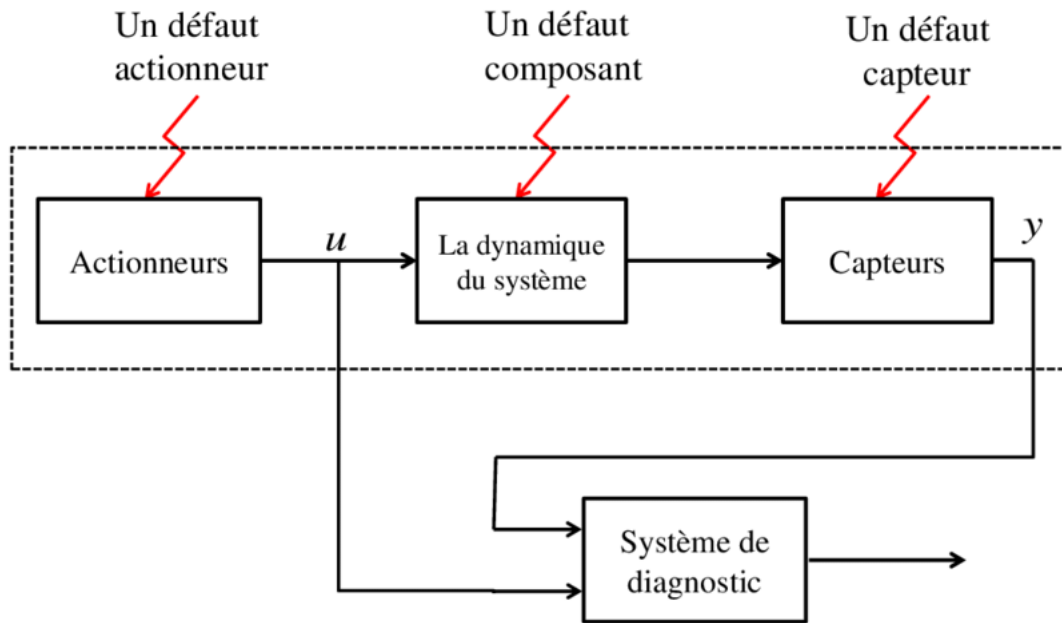 Un défaut
actionneur
Un défaut
composant
Un défaut
capteur
Actionneurs
u
La dynamique
du système
Capteurs
y
Système de
diagnostic